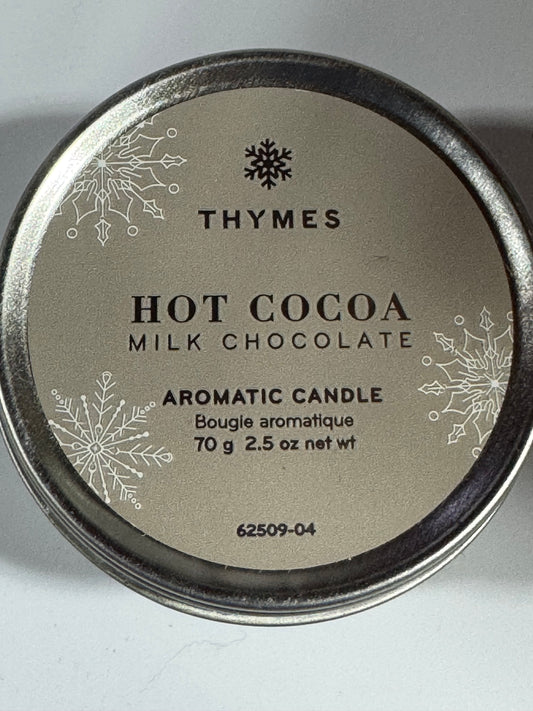 THYMES
HOT COCOA
MILK CHOCOLATE
AROMATIC CANDLE
Bougie aromatique
70 g 2.5 oz net wt
62509-04